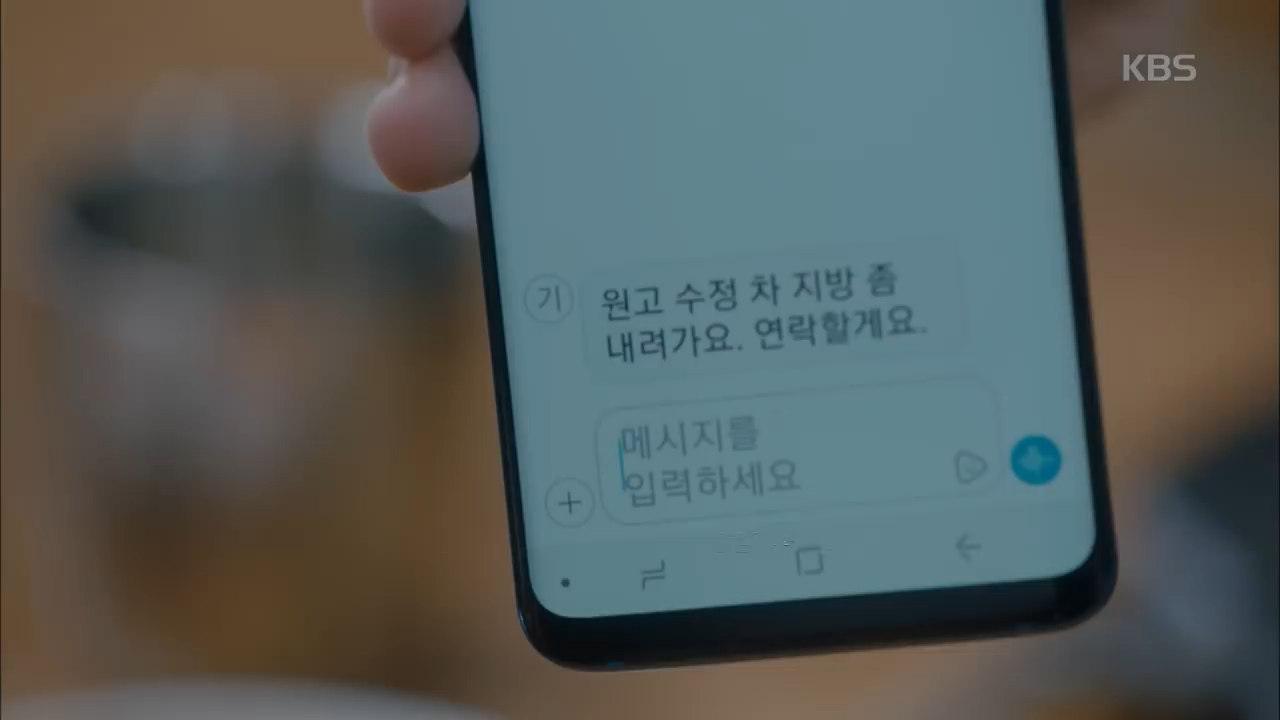 KBS
기
원고 수정 차 지방 좀
내려가요. 연락할게요.
메시지를
입력하세요